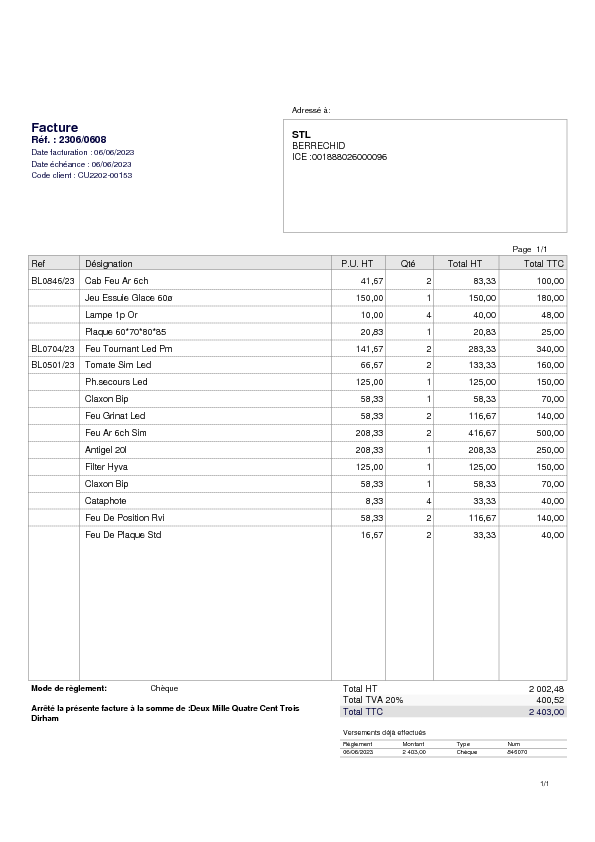 Adressé à:
Facture
Réf. : 2306/0608
Date facturation : 06/06/2023
Date échéance : 06/06/2023
Code client : CU2202-00153
STL
BERRECHID
ICE :001888026000096
Page 1/1
Ref Désignation P.U. HT Qté Total HT Total TTC
BL0846/23 Cab Feu Ar 6ch 41,67 2 83,33 100,00
Jeu Essuie Glace 60ø 150,00 1 150,00 180,00
Lampe 1p Or 10,00 4 40,00 48,00
Plaque 60*70*80*85 20,83 1 20,83 25,00
BL0704/23 Feu Tournant Led Pm 141,67 2 283,33 340,00
BL0501/23 Tomate Sim Led 66,67 2 133,33 160,00
Ph.secours Led 125,00 1 125,00 150,00
Claxon Bip 58,33 1 58,33 70,00
Feu Grinat Led 58,33 2 116,67 140,00
Feu Ar 6ch Sim 208,33 2 416,67 500,00
Antigel 20l 208,33 1 208,33 250,00
Filter Hyva 125,00 1 125,00 150,00
Claxon Bip 58,33 1 58,33 70,00
Cataphote 8,33 4 33,33 40,00
Feu De Position Rvi 58,33 2 116,67 140,00
Feu De Plaque Std 16,67 2 33,33 40,00
Mode de règlement: Chèque
Arrêté la présente facture à la somme de :Deux Mille Quatre Cent Trois
Dirham
Total HT 2 002,48
Total TVA 20% 400,52
Total TTC 2 403,00
Versements déjà effectués
Règlement Montant Type Num
06/06/2023 2 403,00 Chèque 846070
1/1